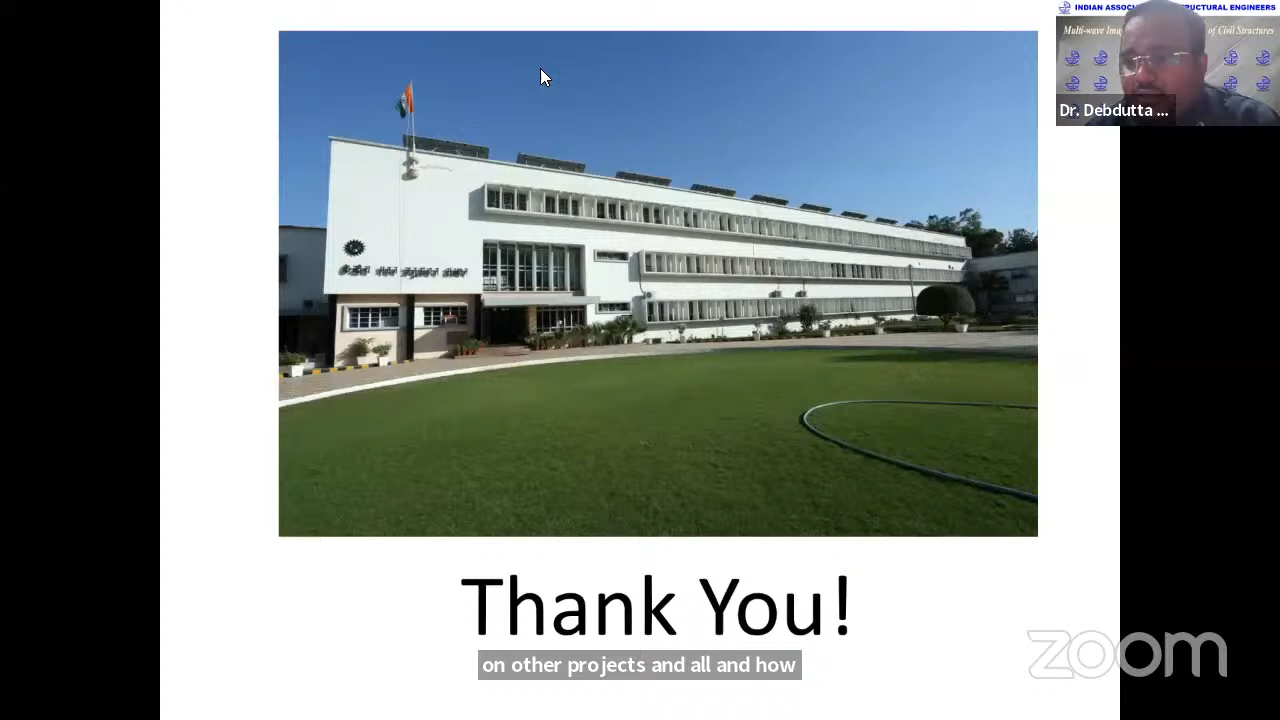 INDIAN ASSOC
RUCTURAL ENGINEERS
Multi-wave Ima
of Civil Structures
Dr. Debdutta ...
Thank You!
on other projects and all and how
zoom